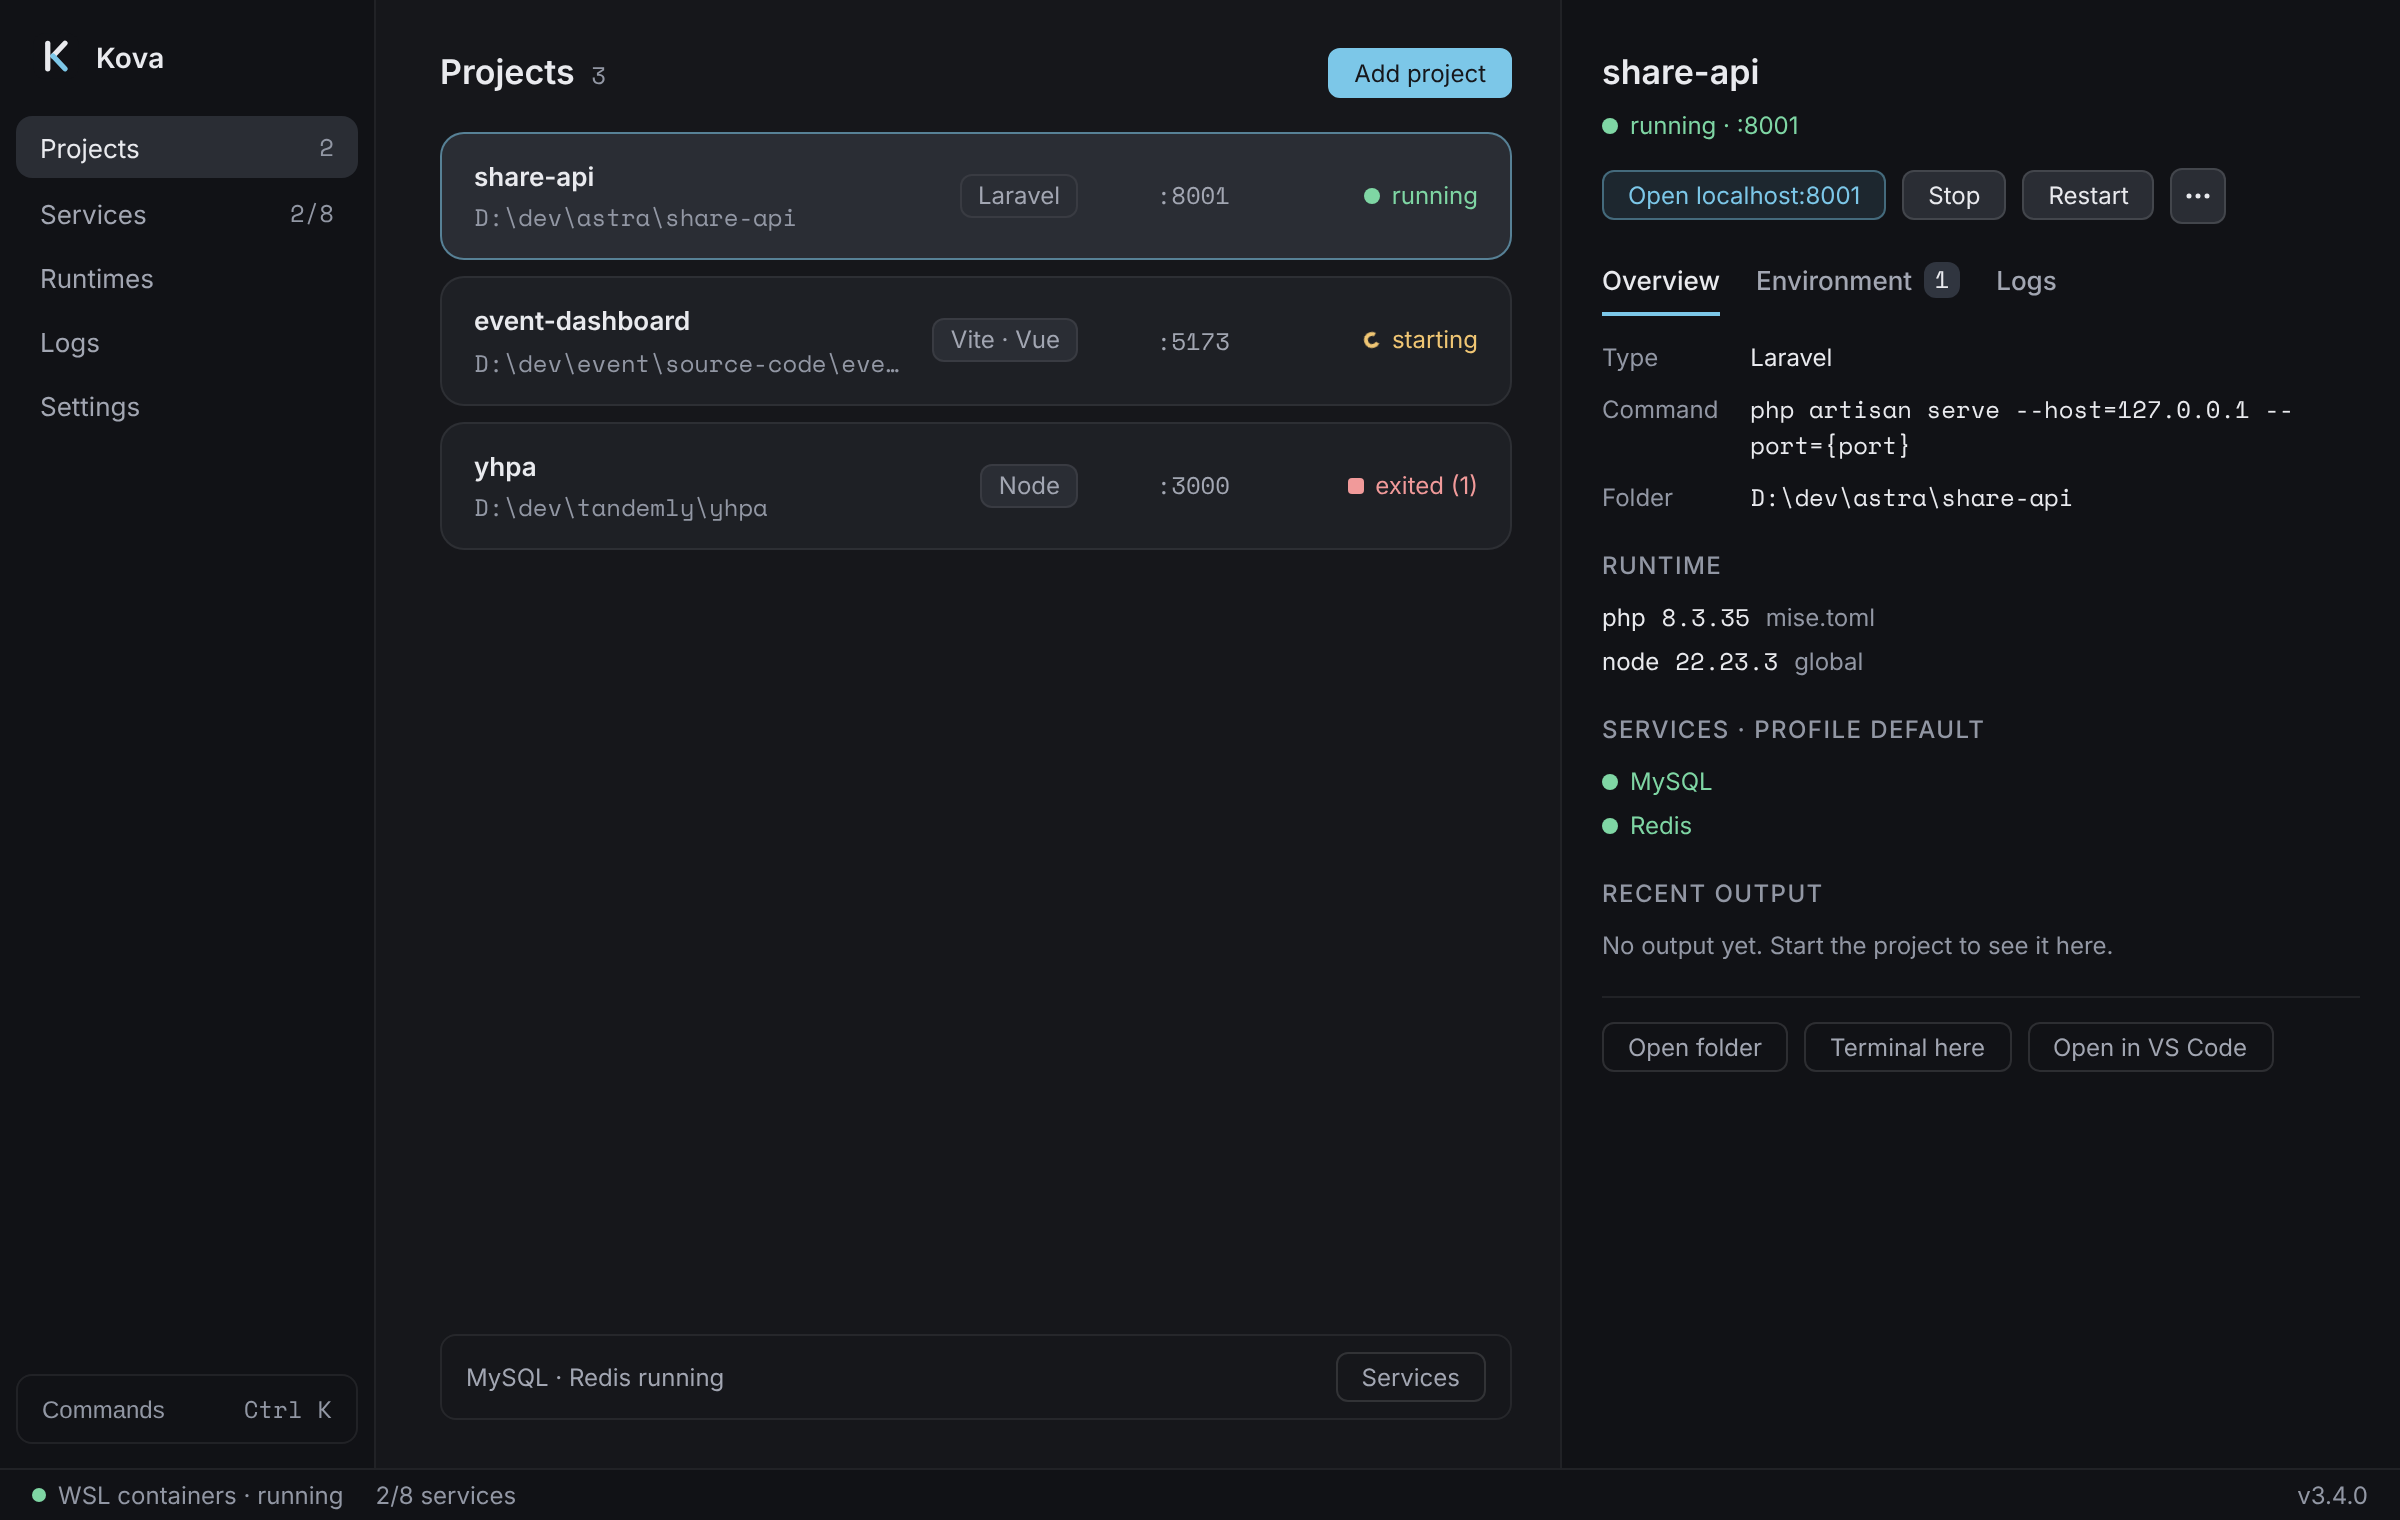 Kova
Projects 2
Services 2/8
Runtimes
Logs
Settings
Commands Ctrl K
Projects 3
Add project
share-api
D:\dev\astra\share-api
Laravel
:8001
running
event-dashboard
D:\dev\event\source-code\eve…
Vite · Vue
:5173
starting
yhpa
D:\dev\tandemly\yhpa
Node
:3000
exited (1)
MySQL · Redis running
Services
share-api
running · :8001
Open localhost:8001
Stop
Restart
···
Overview
Environment 1
Logs
Type Laravel
Command php artisan serve --host=127.0.0.1 --
port={port}
Folder D:\dev\astra\share-api
RUNTIME
php 8.3.35 mise.toml
node 22.23.3 global
SERVICES · PROFILE DEFAULT
MySQL
Redis
RECENT OUTPUT
No output yet. Start the project to see it here.
Open folder
Terminal here
Open in VS Code
WSL containers · running
2/8 services
v3.4.0